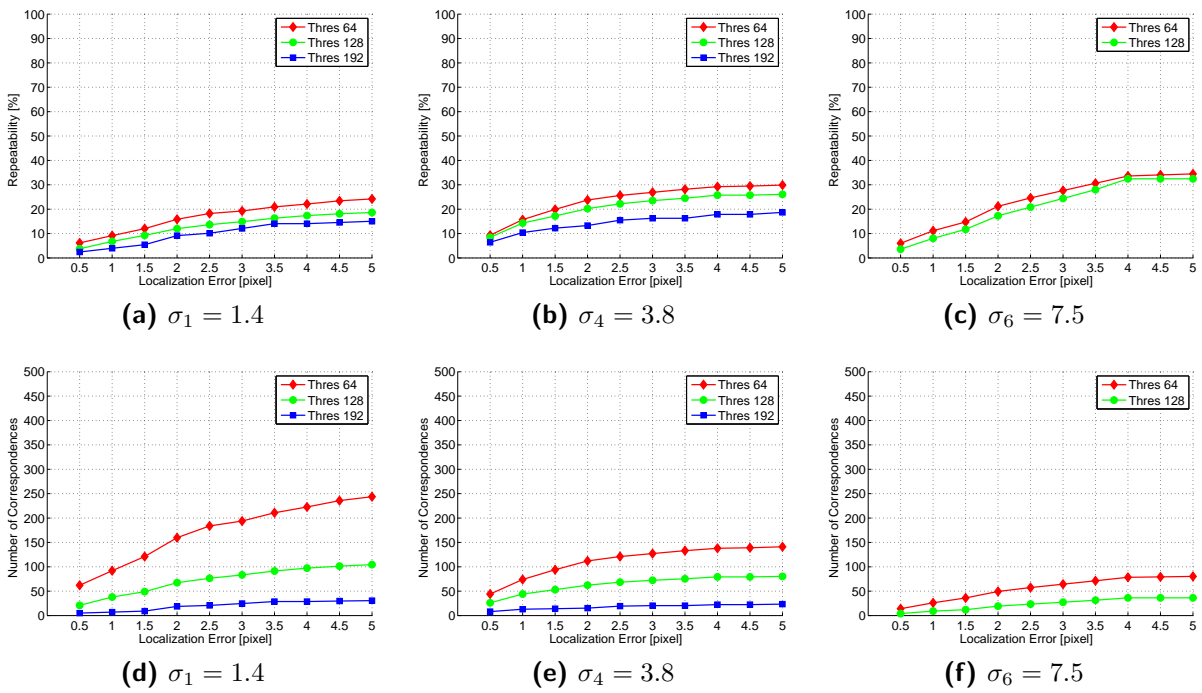 100
90
80
70
60
50
40
30
20
10
0
Repeatability [%]
Thres 64
Thres 128
Thres 192
0.5 1 1.5 2 2.5 3 3.5 4 4.5 5
Localization Error [pixel]
(a) σ₁ = 1.4
100
90
80
70
60
50
40
30
20
10
0
Repeatability [%]
Thres 64
Thres 128
Thres 192
0.5 1 1.5 2 2.5 3 3.5 4 4.5 5
Localization Error [pixel]
(b) σ₄ = 3.8
100
90
80
70
60
50
40
30
20
10
0
Repeatability [%]
Thres 64
Thres 128
0.5 1 1.5 2 2.5 3 3.5 4 4.5 5
Localization Error [pixel]
(c) σ₆ = 7.5
500
450
400
350
300
250
200
150
100
50
0
Number of Correspondences
Thres 64
Thres 128
Thres 192
0.5 1 1.5 2 2.5 3 3.5 4 4.5 5
Localization Error [pixel]
(d) σ₁ = 1.4
500
450
400
350
300
250
200
150
100
50
0
Number of Correspondences
Thres 64
Thres 128
Thres 192
0.5 1 1.5 2 2.5 3 3.5 4 4.5 5
Localization Error [pixel]
(e) σ₄ = 3.8
500
450
400
350
300
250
200
150
100
50
0
Number of Correspondences
Thres 64
Thres 128
0.5 1 1.5 2 2.5 3 3.5 4 4.5 5
Localization Error [pixel]
(f) σ₆ = 7.5